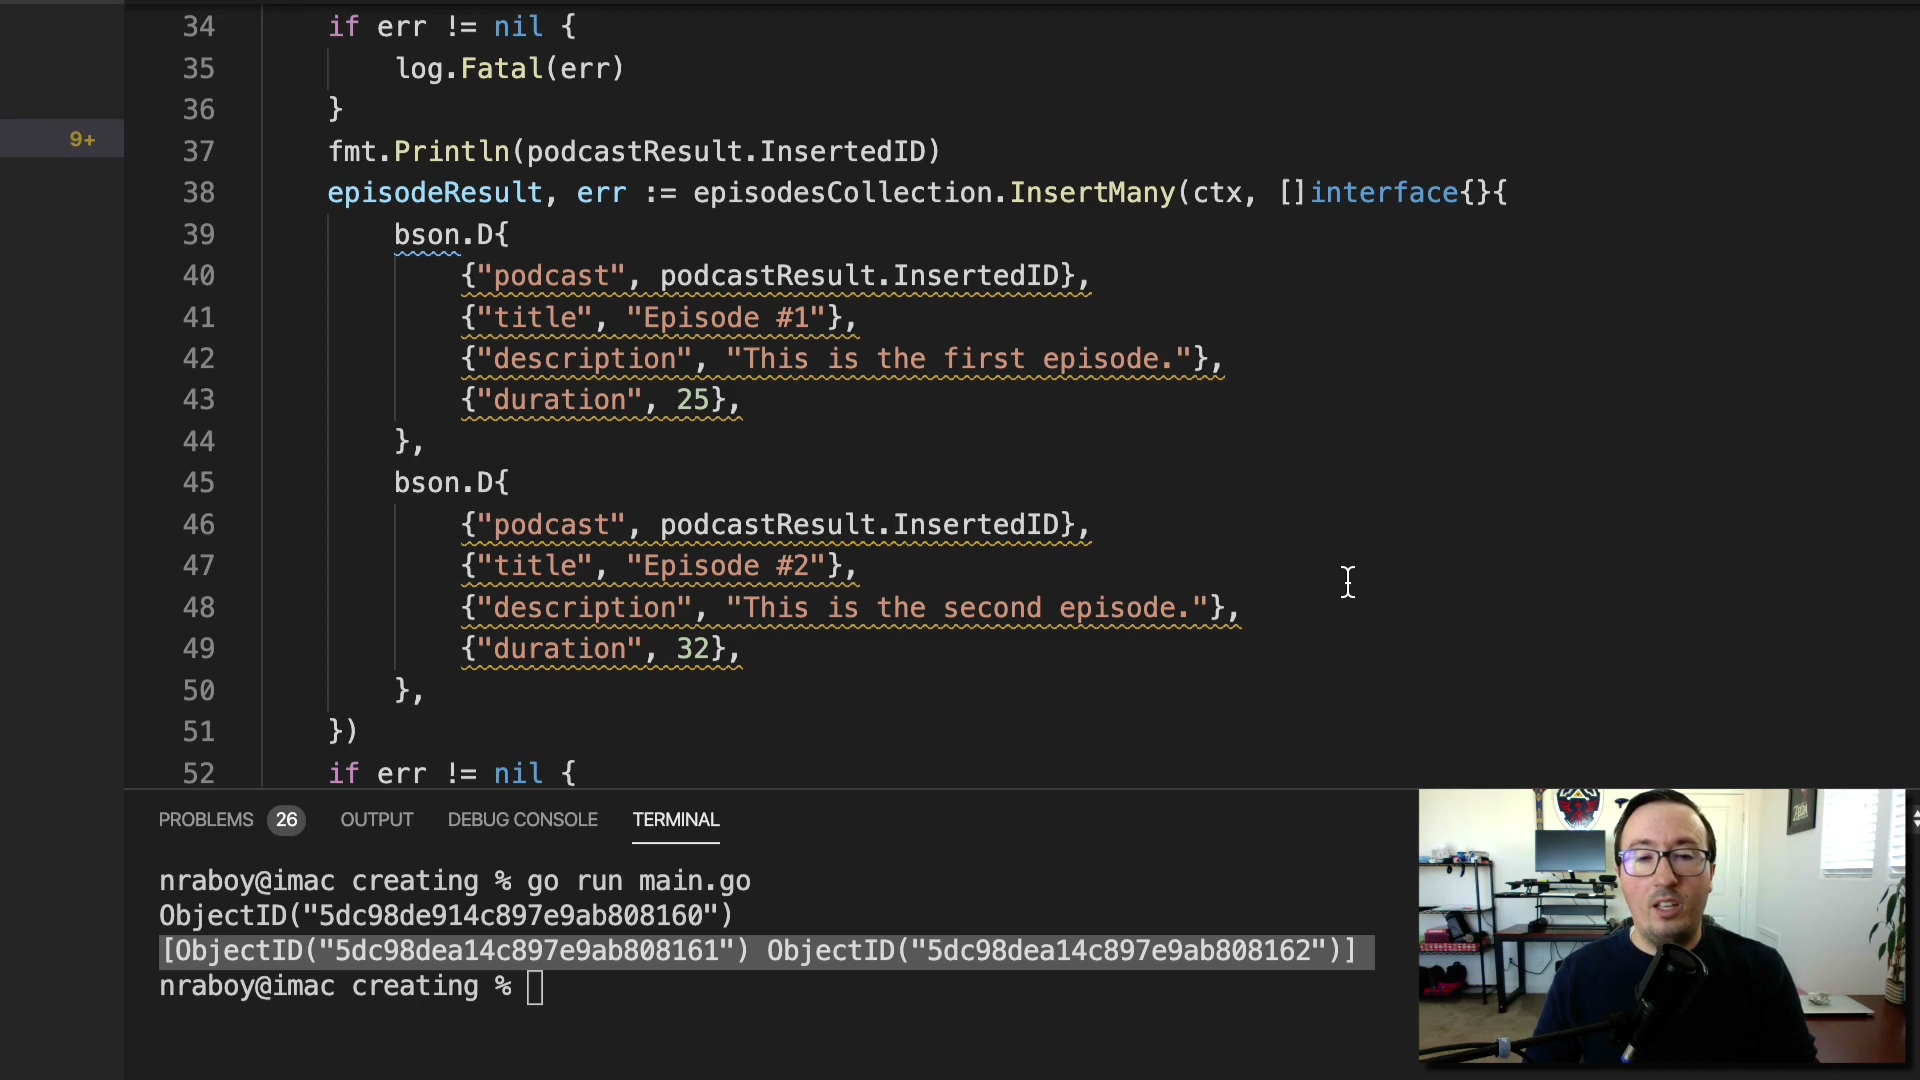 34 if err != nil {
35 log.Fatal(err)
36 }
9+
37 fmt.Println(podcastResult.InsertedID)
38 episodeResult, err := episodesCollection.InsertMany(ctx, []interface{}{
39 bson.D{
40 {"podcast", podcastResult.InsertedID},
41 {"title", "Episode #1"},
42 {"description", "This is the first episode."},
43 {"duration", 25},
44 },
45 bson.D{
46 {"podcast", podcastResult.InsertedID},
47 {"title", "Episode #2"},
48 {"description", "This is the second episode."},
49 {"duration", 32},
50 },
51 })
52 if err != nil {
PROBLEMS 26 OUTPUT DEBUG CONSOLE TERMINAL
nraboy@imac creating % go run main.go
ObjectID("5dc98de914c897e9ab808160")
[ObjectID("5dc98dea14c897e9ab808161") ObjectID("5dc98dea14c897e9ab808162")]
nraboy@imac creating %
ZELDA